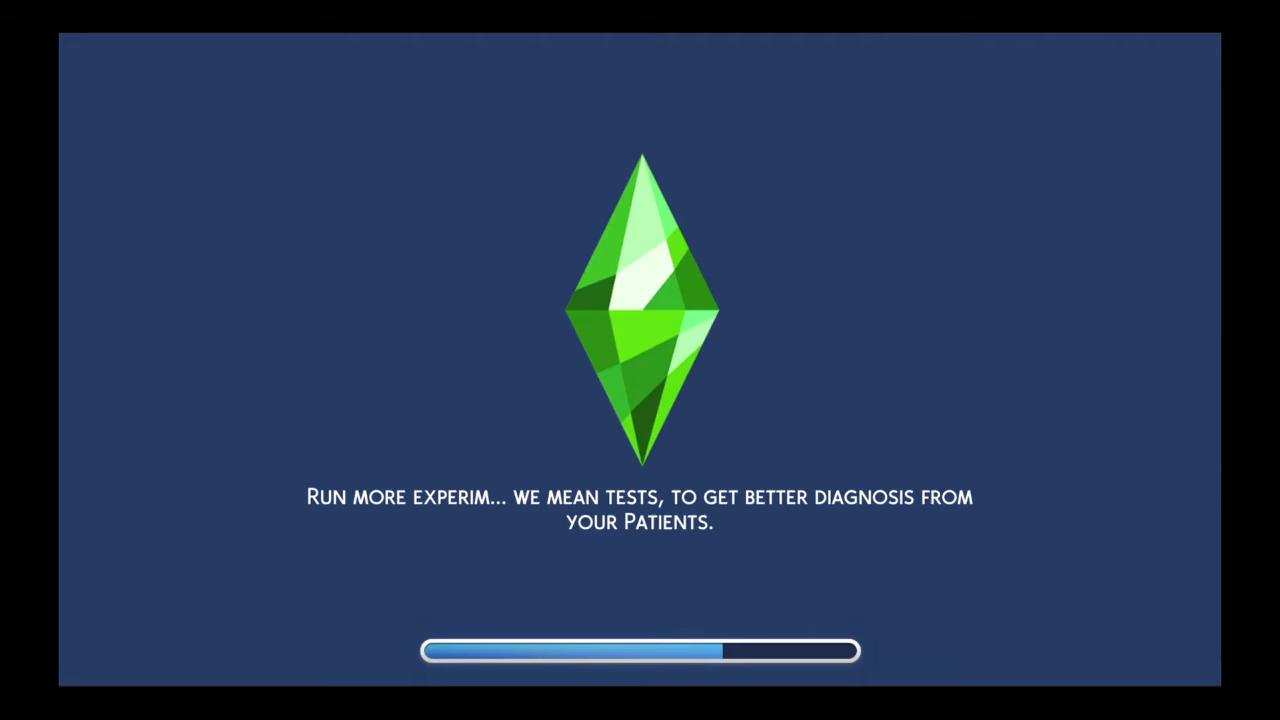 Run more experim... we mean tests, to get better diagnosis from
your Patients.